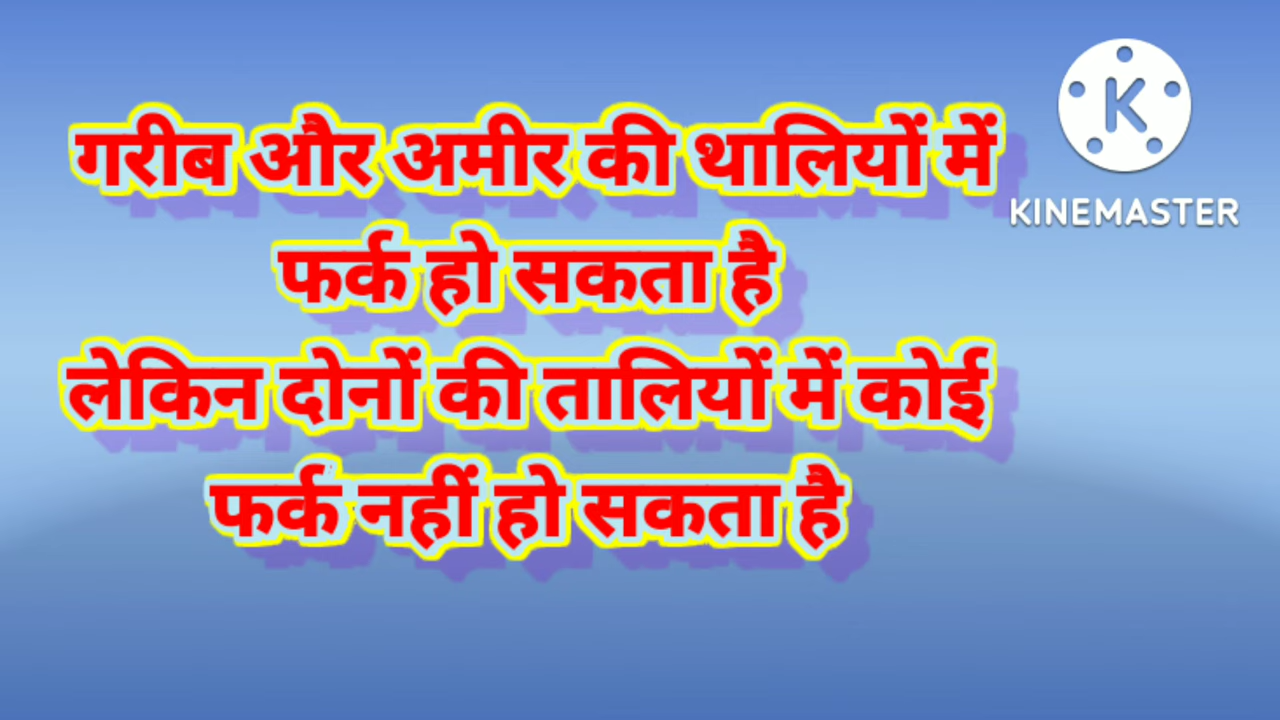 गरीब और अमीर की थालियों में
फर्क हो सकता है
लेकिन दोनों की तालियों में कोई
फर्क नहीं हो सकता है
K
KINEMASTER